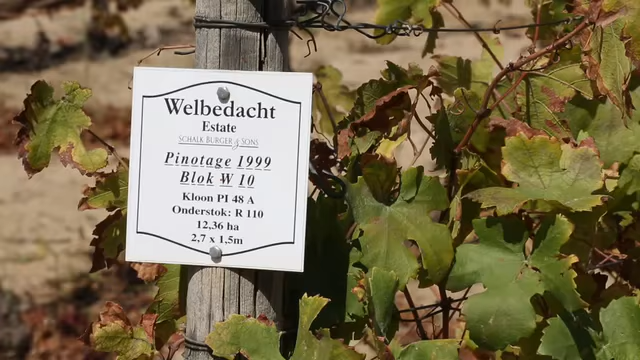 Welbedacht
Estate
SCHALK BURGER & SONS
Pinotage 1999
Blok W 10
Kloon PI 48 A
Onderstok: R 110
12,36 ha
2,7 x 1,5m